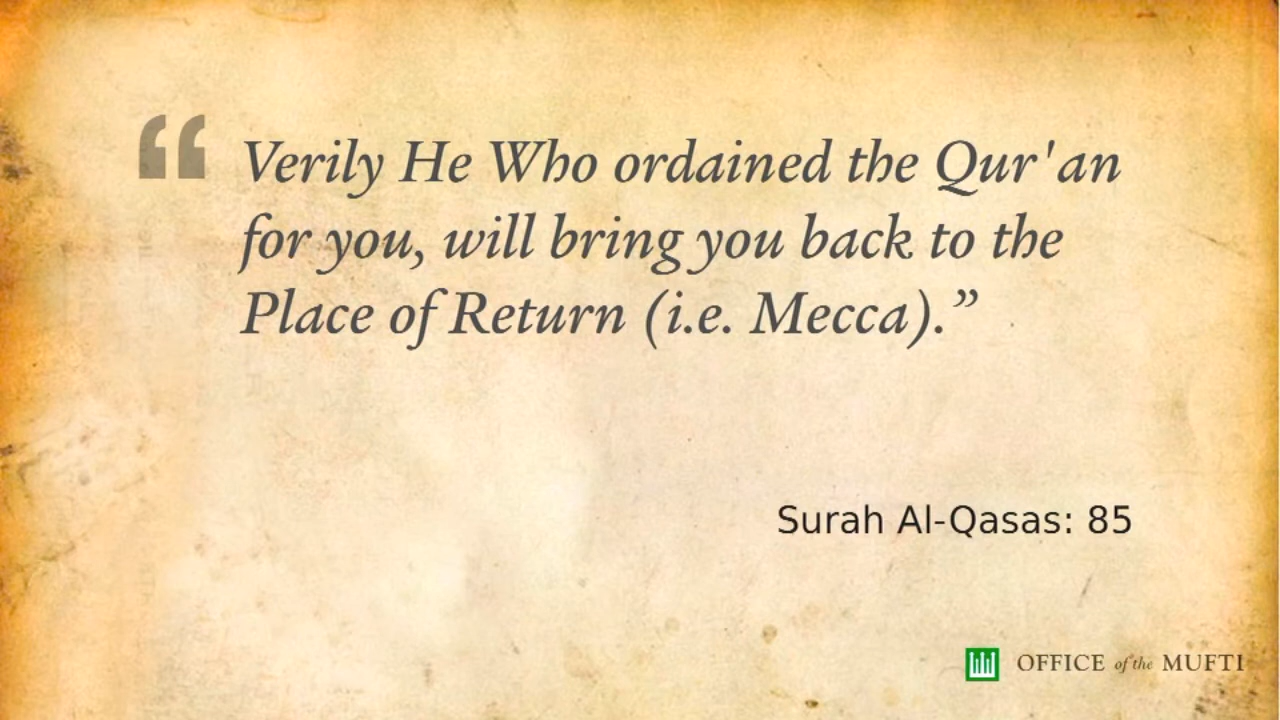 “ Verily He Who ordained the Qur'an
for you, will bring you back to the
Place of Return (i.e. Mecca).”
Surah Al-Qasas: 85
OFFICE of the MUFTI